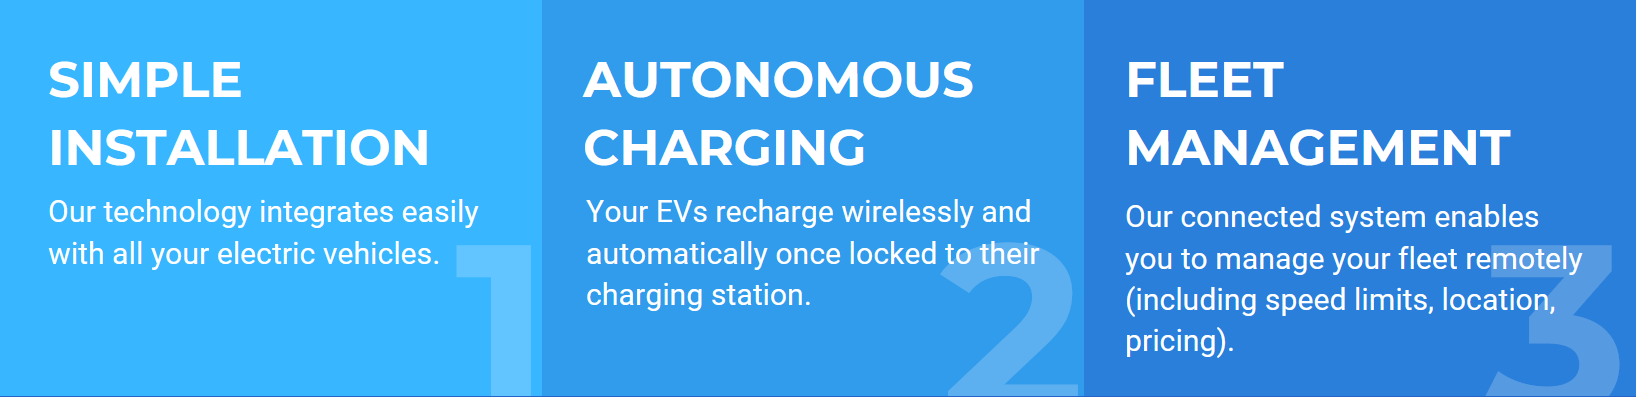 SIMPLE
INSTALLATION
Our technology integrates easily
with all your electric vehicles.
1
AUTONOMOUS
CHARGING
Your EVs recharge wirelessly and
automatically once locked to their
charging station.
2
FLEET
MANAGEMENT
Our connected system enables
you to manage your fleet remotely
(including speed limits, location,
pricing).
3